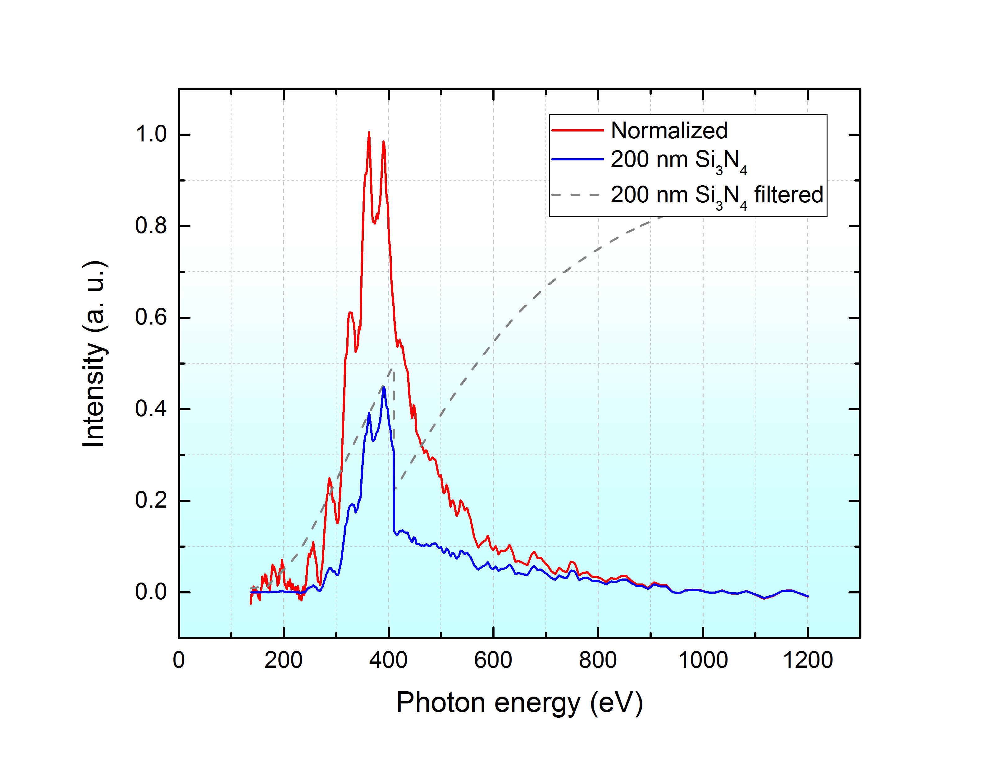 Normalized
200 nm Si₃N₄
200 nm Si₃N₄ filtered
1.0
0.8
0.6
0.4
0.2
0.0
Intensity (a. u.)
0 200 400 600 800 1000 1200
Photon energy (eV)